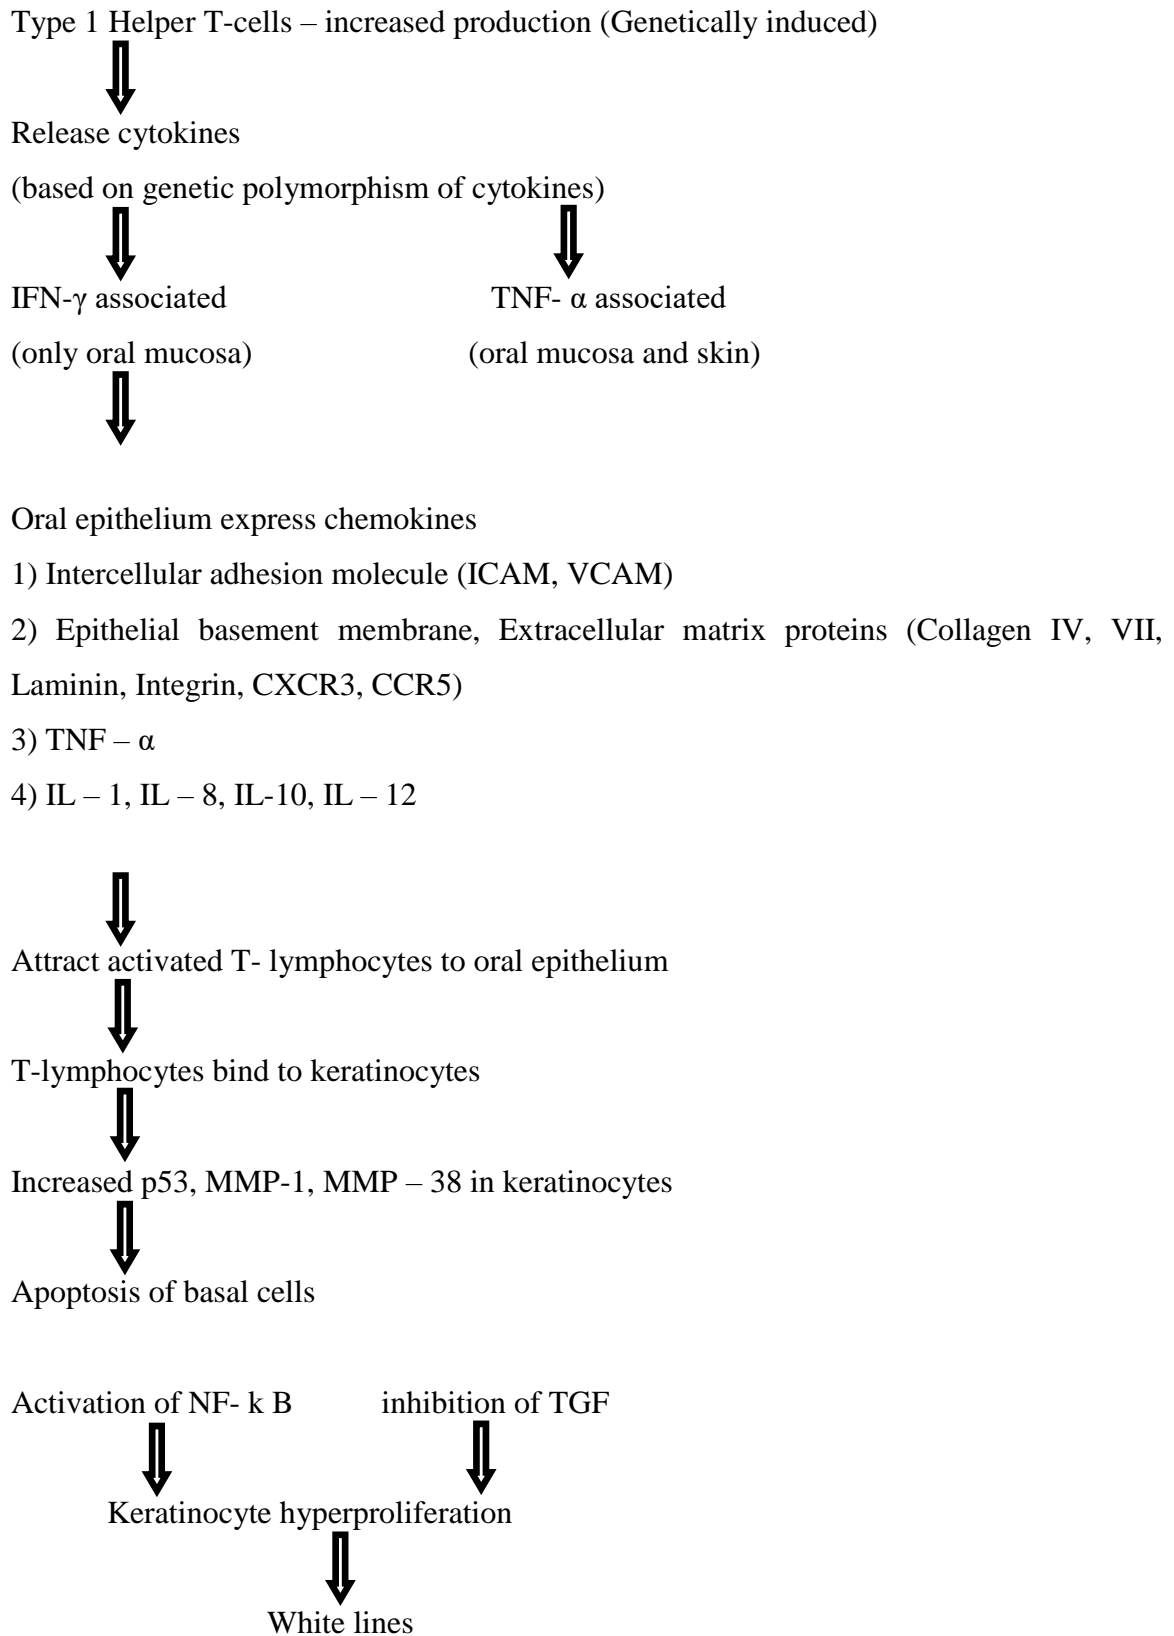 Type 1 Helper T-cells – increased production (Genetically induced)
Release cytokines
(based on genetic polymorphism of cytokines)
IFN-γ associated TNF- α associated
(only oral mucosa) (oral mucosa and skin)
Oral epithelium express chemokines
1) Intercellular adhesion molecule (ICAM, VCAM)
2) Epithelial basement membrane, Extracellular matrix proteins (Collagen IV, VII,
Laminin, Integrin, CXCR3, CCR5)
3) TNF – α
4) IL – 1, IL – 8, IL-10, IL – 12
Attract activated T- lymphocytes to oral epithelium
T-lymphocytes bind to keratinocytes
Increased p53, MMP-1, MMP – 38 in keratinocytes
Apoptosis of basal cells
Activation of NF- k B inhibition of TGF
Keratinocyte hyperproliferation
White lines